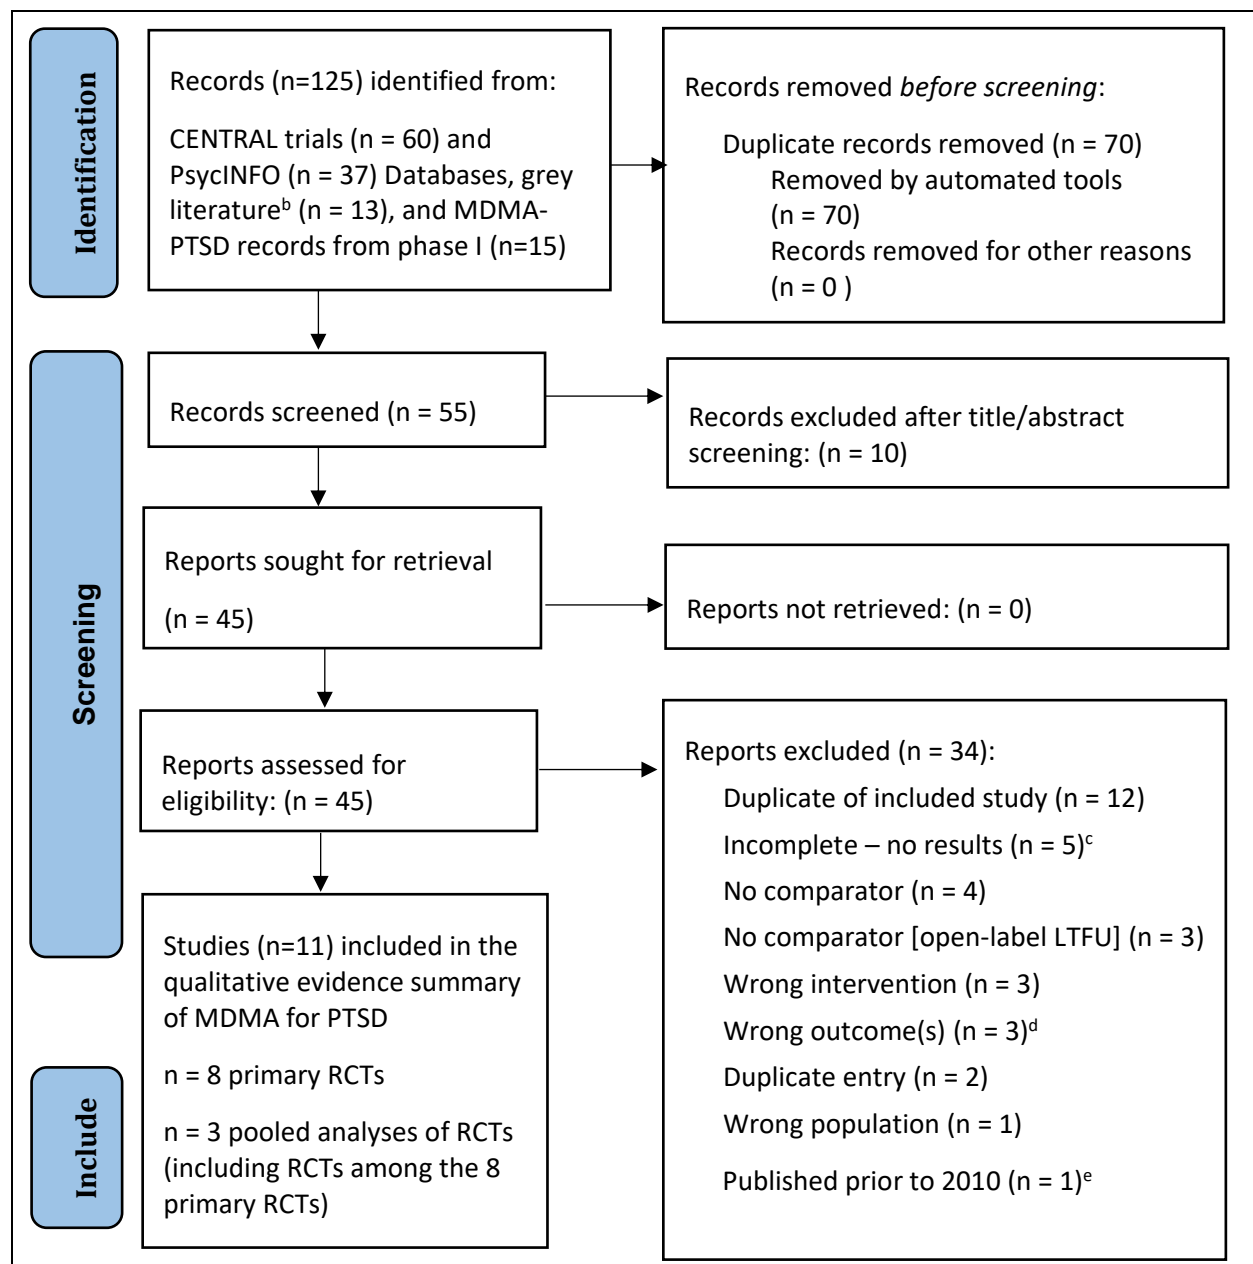 Identification
Records (n=125) identified from:
CENTRAL trials (n = 60) and
PsycINFO (n = 37) Databases, grey
literatureᵇ (n = 13), and MDMA-
PTSD records from phase I (n=15)
Records removed before screening:
Duplicate records removed (n = 70)
Removed by automated tools
(n = 70)
Records removed for other reasons
(n = 0 )
Screening
Records screened (n = 55)
Records excluded after title/abstract
screening: (n = 10)
Reports sought for retrieval
(n = 45)
Reports not retrieved: (n = 0)
Reports assessed for
eligibility: (n = 45)
Reports excluded (n = 34):
Duplicate of included study (n = 12)
Incomplete – no results (n = 5)ᶜ
No comparator (n = 4)
No comparator [open-label LTFU] (n = 3)
Wrong intervention (n = 3)
Wrong outcome(s) (n = 3)ᵈ
Duplicate entry (n = 2)
Wrong population (n = 1)
Published prior to 2010 (n = 1)ᵉ
Include
Studies (n=11) included in the
qualitative evidence summary
of MDMA for PTSD
n = 8 primary RCTs
n = 3 pooled analyses of RCTs
(including RCTs among the 8
primary RCTs)